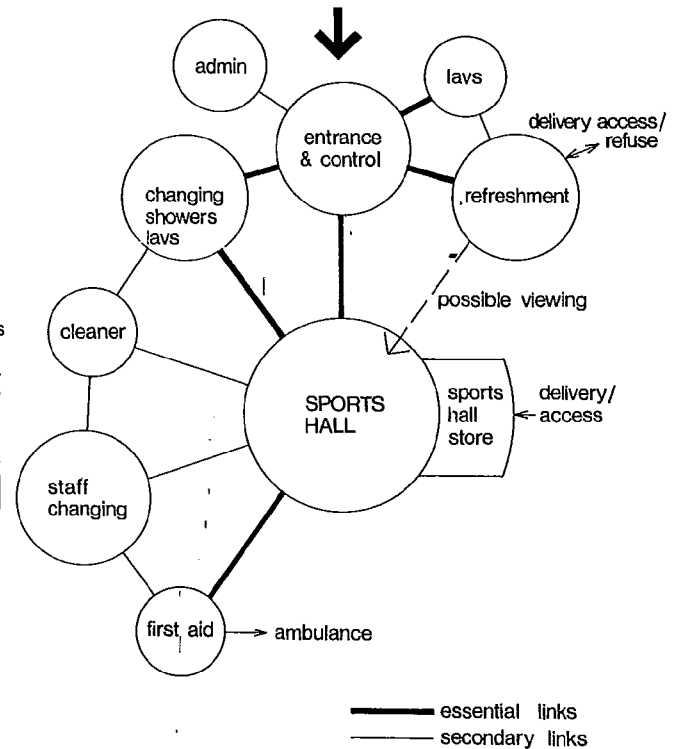 admin
lavs
entrance
& control
delivery access/
refuse
changing
showers
lavs
refreshment
possible viewing
cleaner
SPORTS
HALL
sports
hall
store
delivery/
access
staff
changing
first aid
ambulance
essential links
secondary links